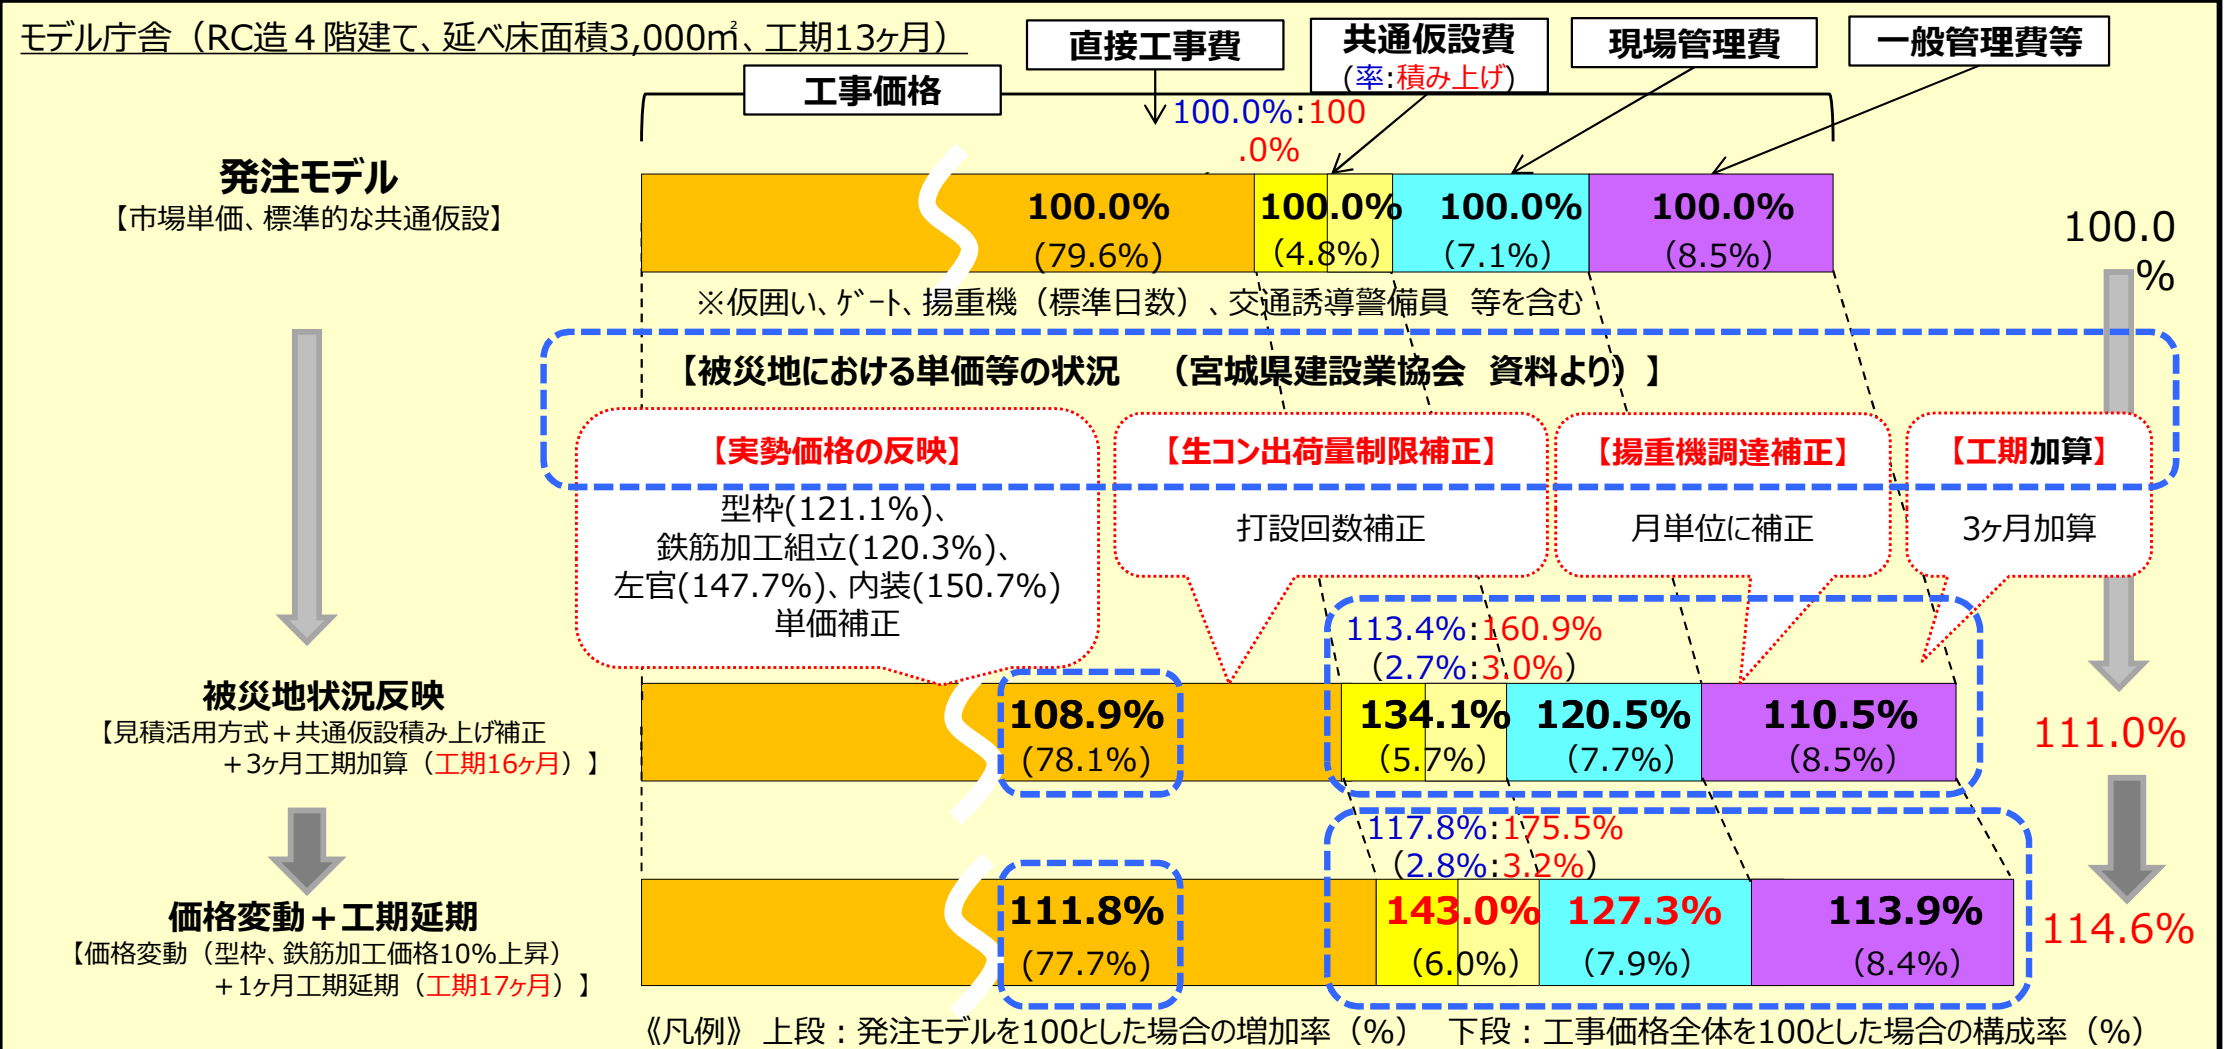 モデル庁舎（RC造４階建て、延べ床面積3,000㎡、工期13ヶ月）
直接工事費
共通仮設費
(率:積み上げ)
現場管理費
一般管理費等
工事価格
100.0%:100
.0%
発注モデル
【市場単価、標準的な共通仮設】
100.0%
(79.6%)
100.0%
(4.8%)
100.0%
(7.1%)
100.0%
(8.5%)
100.0
%
※仮囲い、ｹﾞｰﾄ、揚重機（標準日数）、交通誘導警備員 等を含む
【被災地における単価等の状況 （宮城県建設業協会 資料より）】
【実勢価格の反映】
型枠(121.1%)、
鉄筋加工組立(120.3%)、
左官(147.7%)、内装(150.7%)
単価補正
【生コン出荷量制限補正】
打設回数補正
【揚重機調達補正】
月単位に補正
【工期加算】
3ヶ月加算
113.4%:160.9%
（2.7%:3.0%）
被災地状況反映
【見積活用方式＋共通仮設積み上げ補正
＋3ヶ月工期加算（工期16ヶ月）】
108.9%
(78.1%)
134.1%
(5.7%)
120.5%
(7.7%)
110.5%
(8.5%)
111.0%
117.8%:175.5%
（2.8%:3.2%）
価格変動＋工期延期
【価格変動（型枠、鉄筋加工価格10%上昇）
＋1ヶ月工期延期（工期17ヶ月）】
111.8%
(77.7%)
143.0%
(6.0%)
127.3%
(7.9%)
113.9%
(8.4%)
114.6%
《凡例》 上段：発注モデルを100とした場合の増加率（%） 下段：工事価格全体を100とした場合の構成率（%）